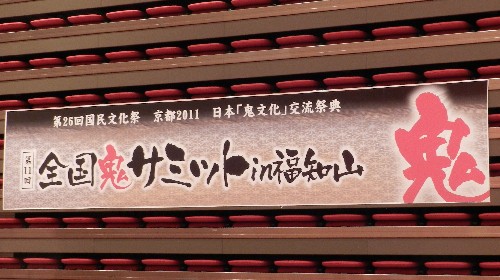 第26回国民文化祭 京都2011 日本「鬼文化」交流祭典
第11回
全国鬼サミットin福知山
鬼